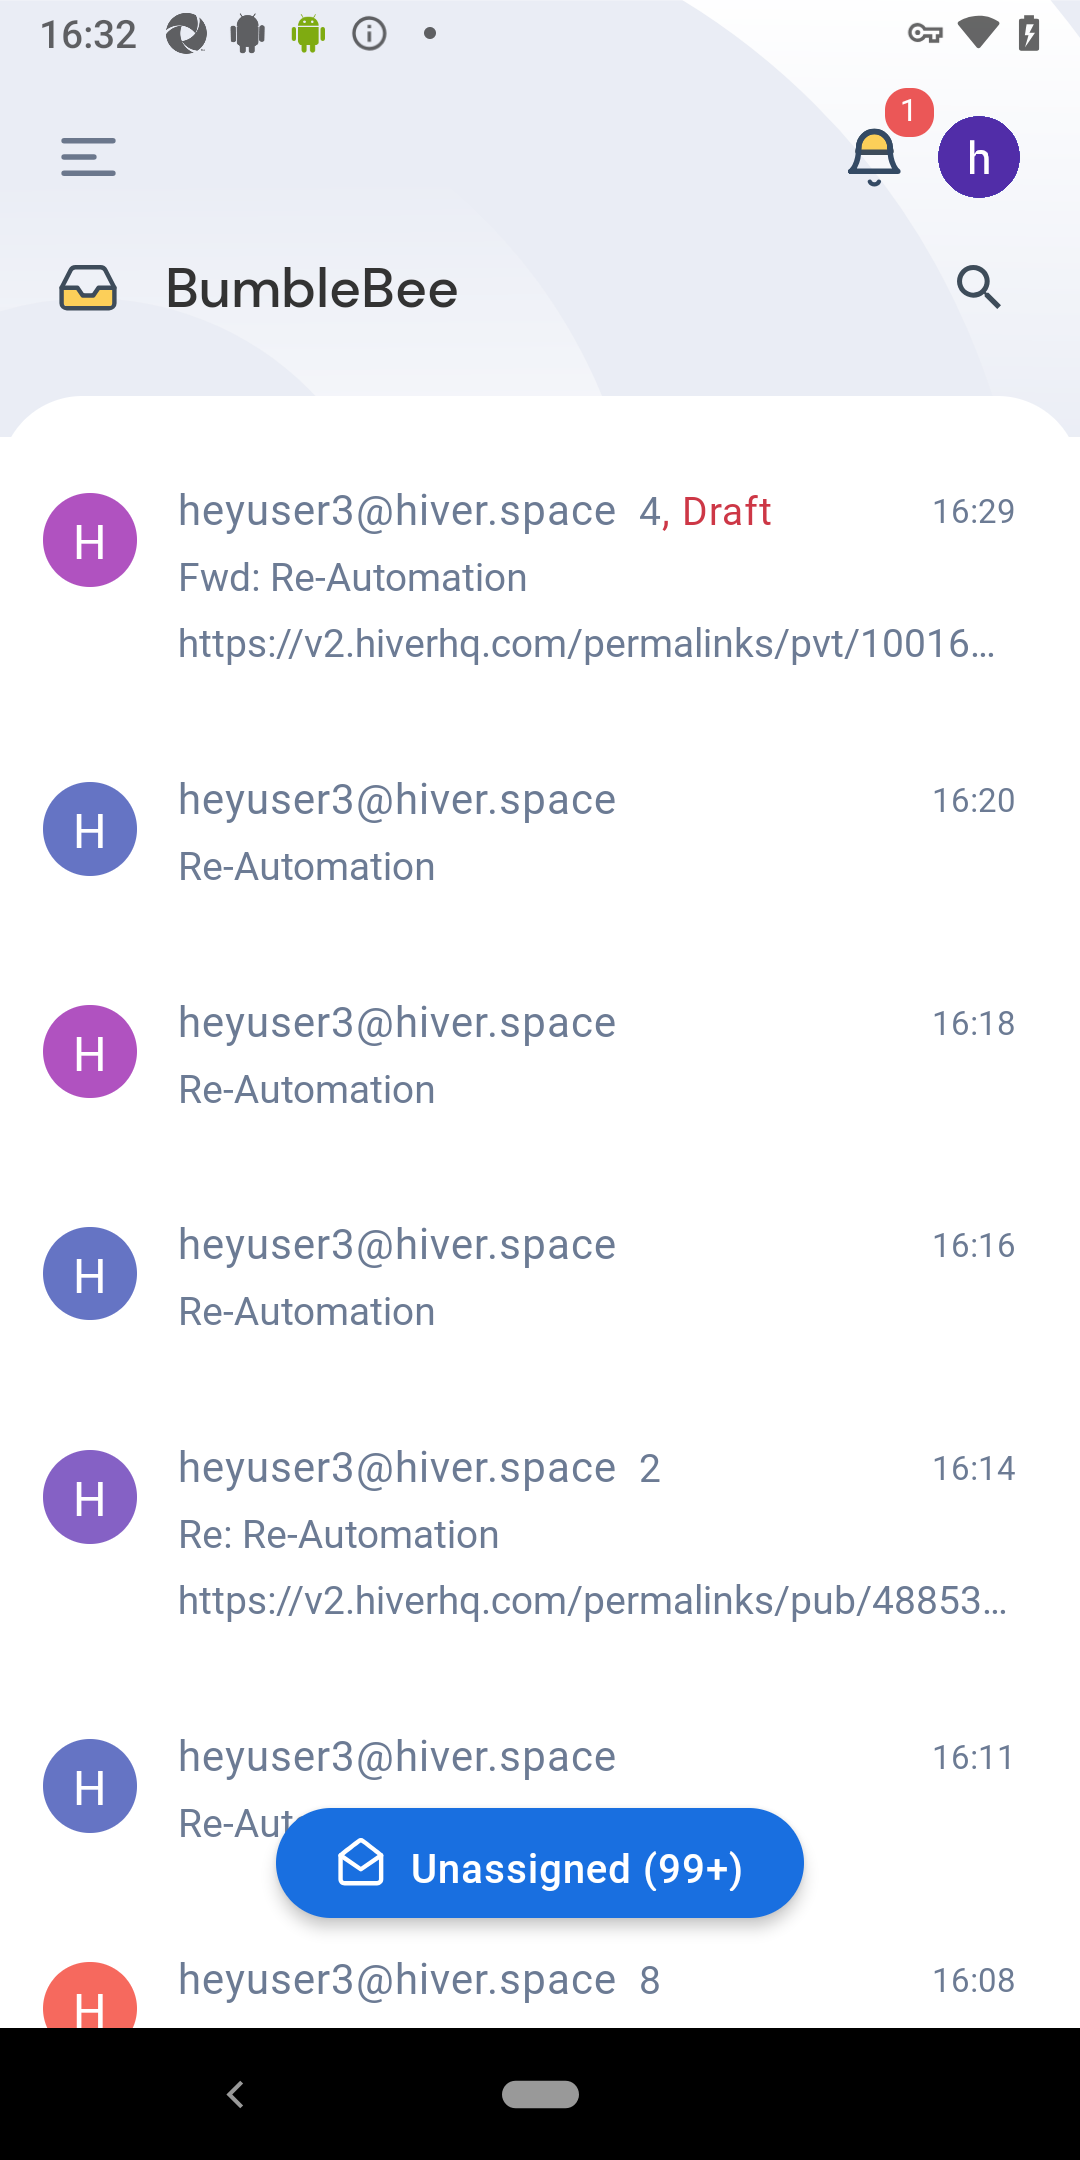 16:32
1
h
BumbleBee
H heyuser3@hiver.space 4, Draft 16:29
Fwd: Re-Automation
https://v2.hiverhq.com/permalinks/pvt/10016...
H heyuser3@hiver.space 16:20
Re-Automation
H heyuser3@hiver.space 16:18
Re-Automation
H heyuser3@hiver.space 16:16
Re-Automation
H heyuser3@hiver.space 2 16:14
Re: Re-Automation
https://v2.hiverhq.com/permalinks/pub/48853...
H heyuser3@hiver.space 16:11
Re-Aut
Unassigned (99+)
H heyuser3@hiver.space 8 16:08